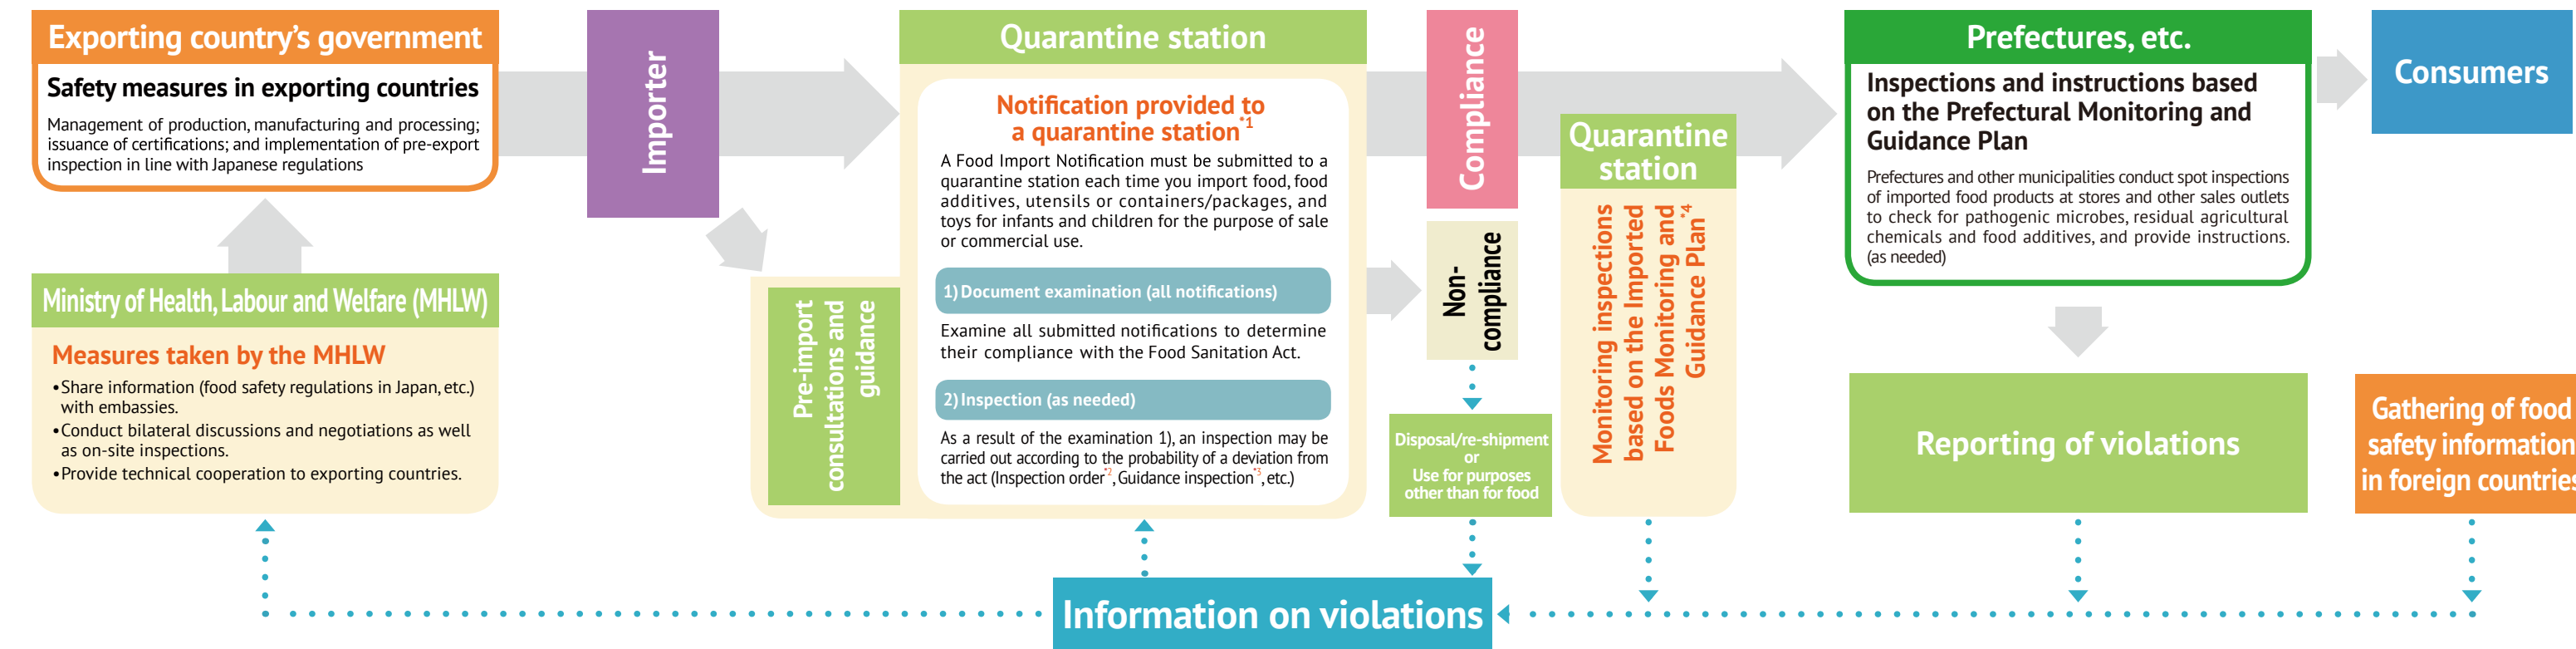 Exporting country's government
Safety measures in exporting countries
Management of production, manufacturing and processing;
issuance of certifications; and implementation of pre-export
inspection in line with Japanese regulations
Ministry of Health, Labour and Welfare (MHLW)
Measures taken by the MHLW
•Share information (food safety regulations in Japan, etc.)
with embassies.
•Conduct bilateral discussions and negotiations as well
as on-site inspections.
•Provide technical cooperation to exporting countries.
Importer
Pre-import
consultations and
guidance
Quarantine station
Notification provided to
a quarantine station*1
A Food Import Notification must be submitted to a
quarantine station each time you import food, food
additives, utensils or containers/packages, and
toys for infants and children for the purpose of sale
or commercial use.
1) Document examination (all notifications)
Examine all submitted notifications to determine
their compliance with the Food Sanitation Act.
2) Inspection (as needed)
As a result of the examination 1), an inspection may be
carried out according to the probability of a deviation from
the act (Inspection order*2, Guidance inspection*3, etc.)
Compliance
Non-
compliance
Disposal/re-shipment
or
Use for purposes
other than for food
Quarantine
station
Monitoring inspections
based on the Imported
Foods Monitoring and
Guidance Plan*4
Prefectures, etc.
Inspections and instructions based
on the Prefectural Monitoring and
Guidance Plan
Prefectures and other municipalities conduct spot inspections
of imported food products at stores and other sales outlets
to check for pathogenic microbes, residual agricultural
chemicals and food additives, and provide instructions.
(as needed)
Reporting of violations
Consumers
Gathering of food
safety information
in foreign countries
Information on violations